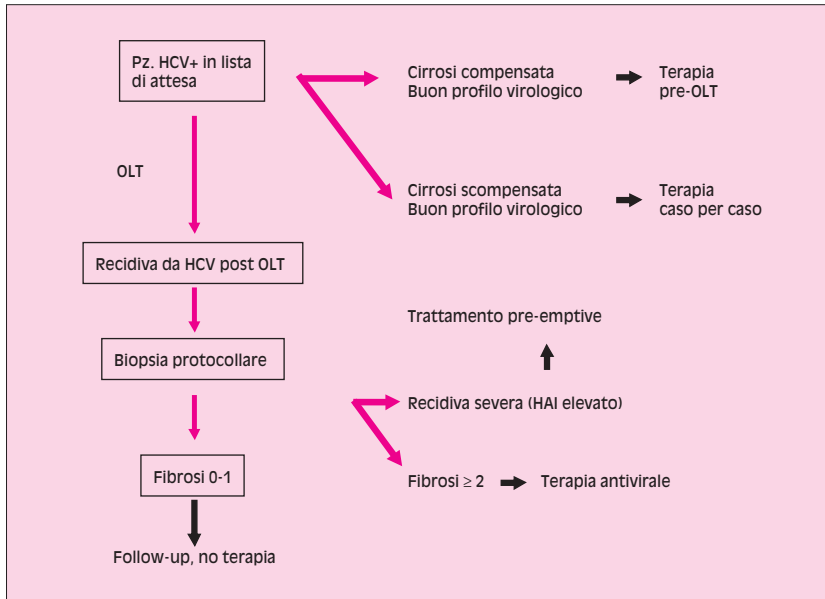 Pz. HCV+ in lista
di attesa
Cirrosi compensata
Buon profilo virologico
Terapia
pre-OLT
OLT
Cirrosi scompensata
Buon profilo virologico
Terapia
caso per caso
Recidiva da HCV post OLT
Trattamento pre-emptive
Biopsia protocollare
Recidiva severa (HAI elevato)
Fibrosi 0-1
Fibrosi ≥ 2
Terapia antivirale
Follow-up, no terapia